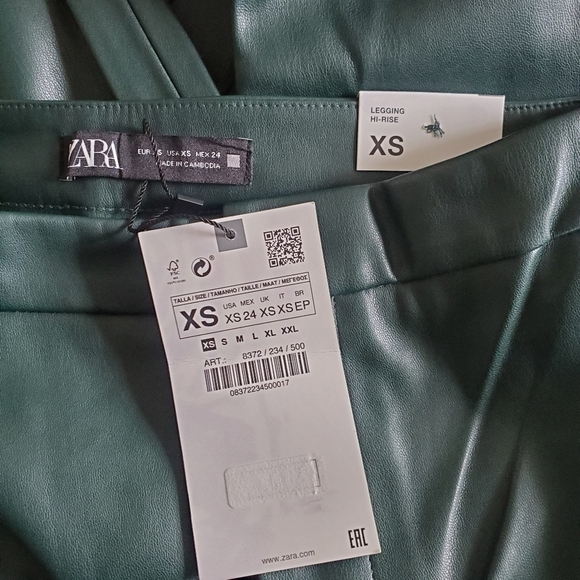 LEGGING
HI-RISE
XS
ZARA
USA XS MEX 24
MADE IN CAMBODIA
FSC
TALLA / SIZE / TAMANHO / TAILLE / MAAT / ΜΕΓΕΘΟΣ
XS
USA MEX UK IT BR
XS 24 XS XS EP
XS S M L XL XXL
ART.: 8372 / 234 / 500
08372234500017
EAC
www.zara.com